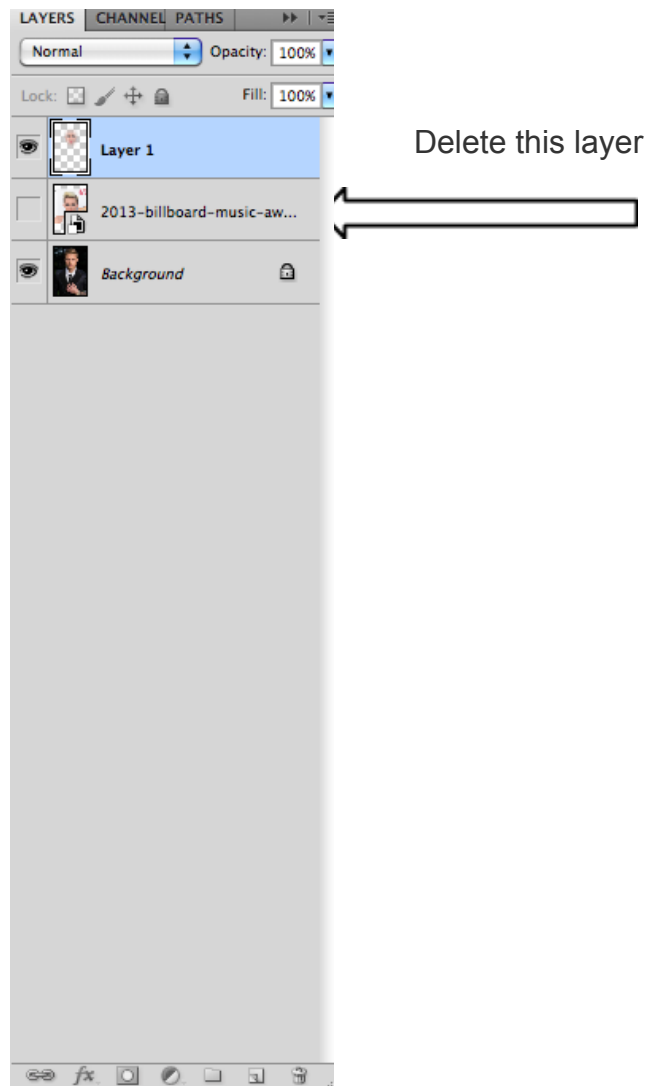 LAYERS CHANNEL PATHS
Normal Opacity: 100%
Lock: Fill: 100%
Layer 1
Delete this layer
2013-billboard-music-aw...
Background
fx